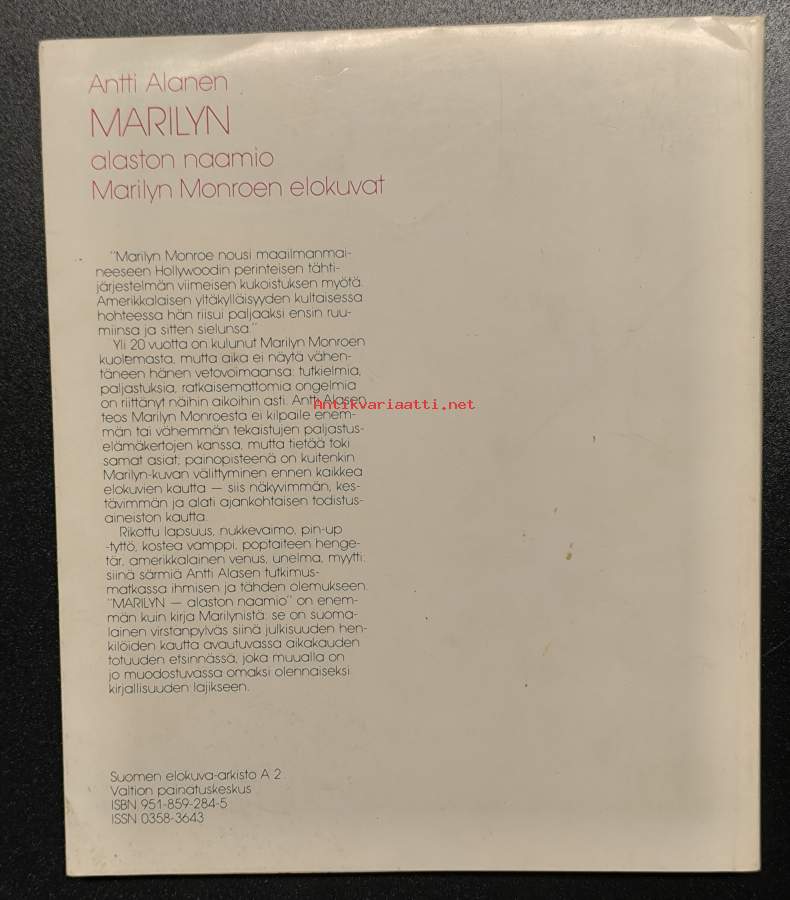 Antti Alanen
MARILYN
alaston naamio
Marilyn Monroen elokuvat
"Marilyn Monroe nousi maailmanmai-
neeseen Hollywoodin perinteisen tähti-
järjestelmän viimeisen kukoistuksen myötä.
Amerikkalaisen yltäkylläisyyden kultaisessa
hohteessa hän riisui paljaaksi ensin ruu-
miinsa ja sitten sielunsa."
Yli 20 vuotta on kulunut Marilyn Monroen
kuolemasta, mutta aika ei näytä vähen-
täneen hänen vetovoimaansa: tutkielmia,
paljastuksia, ratkaisemattomia ongelmia
on riittänyt näihin aikoihin asti. Antti Alasen
Antikvariaatti.net
teos Marilyn Monroesta ei kilpaile enem-
män tai vähemmän tekaistujen paljastus-
elämäkertojen kanssa, mutta tietää toki
samat asiat; painopisteenä on kuitenkin
Marilyn-kuvan välittyminen ennen kaikkea
elokuvien kautta — siis näkyvimmän, kes-
tävimmän ja alati ajankohtaisen todistus-
aineiston kautta.
Rikottu lapsuus, nukkevaimo, pin-up
-tyttö, kostea vamppi, poptaiteen henge-
tär, amerikkalainen venus, unelma, myytti;
siinä särmiä Antti Alasen tutkimus-
matkassa ihmisen ja tähden olemukseen.
"MARILYN — alaston naamio" on enem-
män kuin kirja Marilynistä: se on suoma-
lainen virstanpylväs siinä julkisuuden hen-
kilöiden kautta avautuvassa aikakauden
totuuden etsinnässä, joka muualla on
jo muodostuvassa omaksi olennaiseksi
kirjallisuuden lajikseen.
Suomen elokuva-arkisto A 2
Valtion painatuskeskus
ISBN 951-859-284-5
ISSN 0358-3643